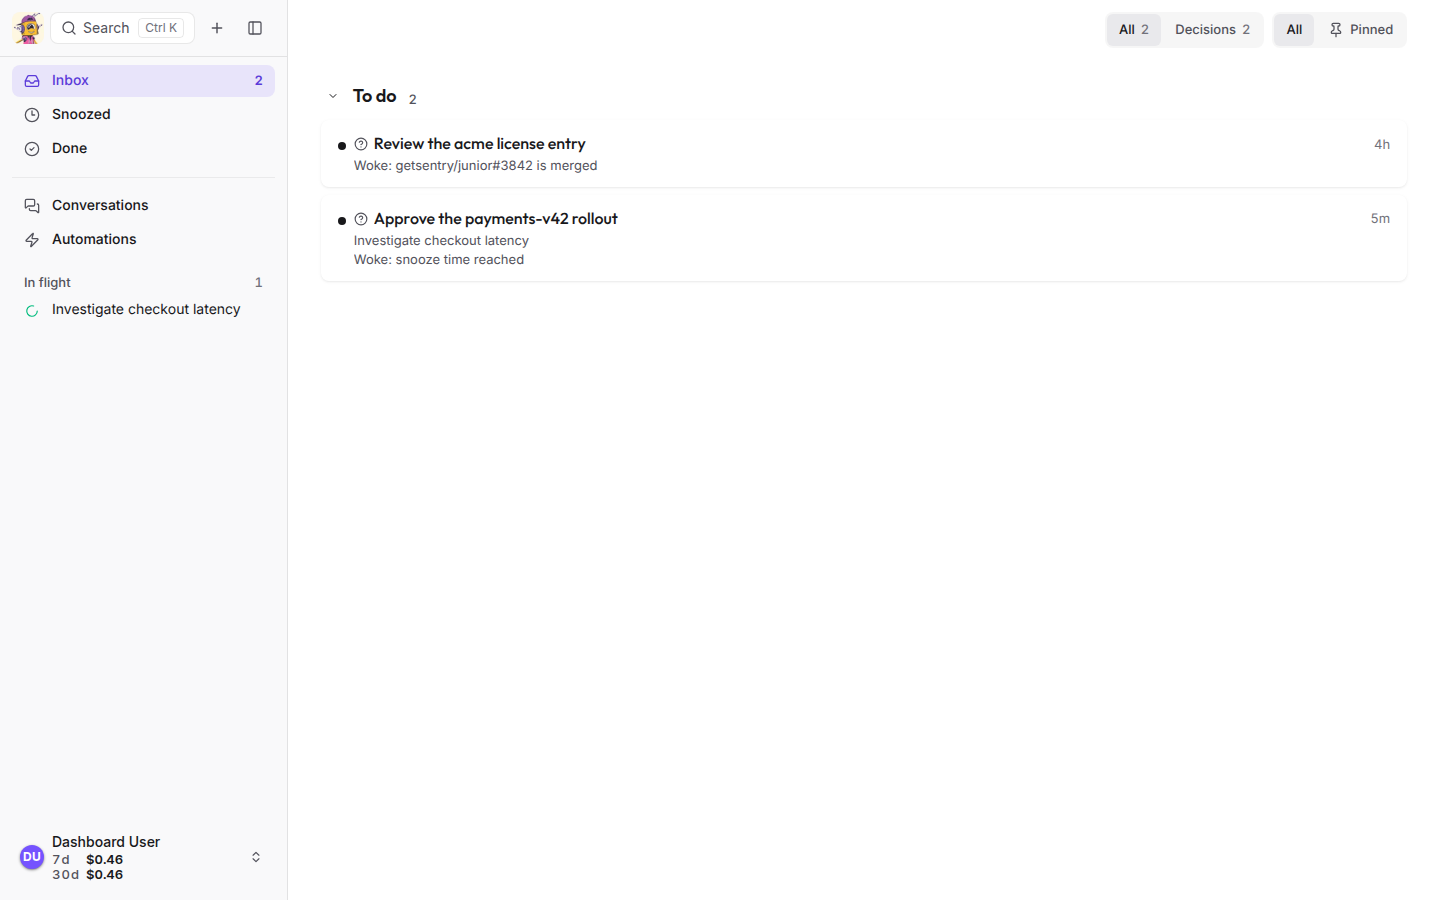 Search Ctrl K
Inbox 2
Snoozed
Done
Conversations
Automations
In flight 1
Investigate checkout latency
Dashboard User
DU
7d $0.46
30d $0.46
All 2 Decisions 2 All Pinned
To do 2
Review the acme license entry 4h
Woke: getsentry/junior#3842 is merged
Approve the payments-v42 rollout 5m
Investigate checkout latency
Woke: snooze time reached